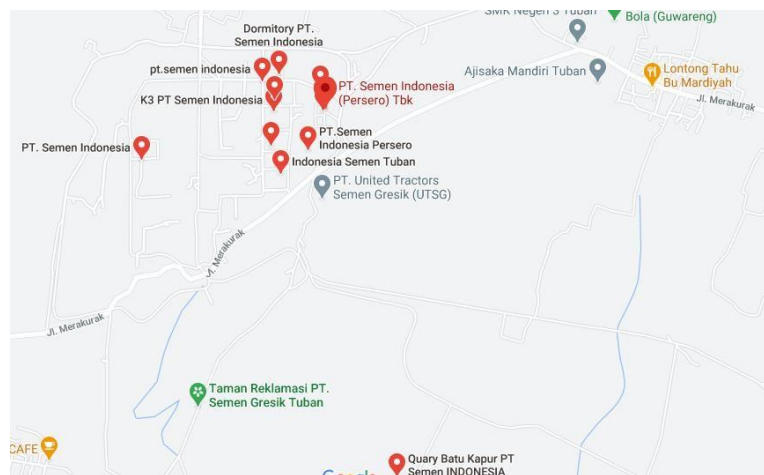 SMK Negeri 3 Tuban
Bola (Guwareng)
Dormitory PT.
Semen Indonesia
pt.semen indonesia
K3 PT Semen Indonesia
PT. Semen Indonesia
(Persero) Tbk
Ajisaka Mandiri Tuban
Lontong Tahu
Bu Mardiyah
Jl. Merakurak
PT. Semen Indonesia
PT.Semen
Indonesia Persero
Indonesia Semen Tuban
PT. United Tractors
Semen Gresik (UTSG)
Jl. Merakurak
Jl. Merakurak
Taman Reklamasi PT.
Semen Gresik Tuban
CAFE
Quary Batu Kapur PT
Semen INDONESIA
Google